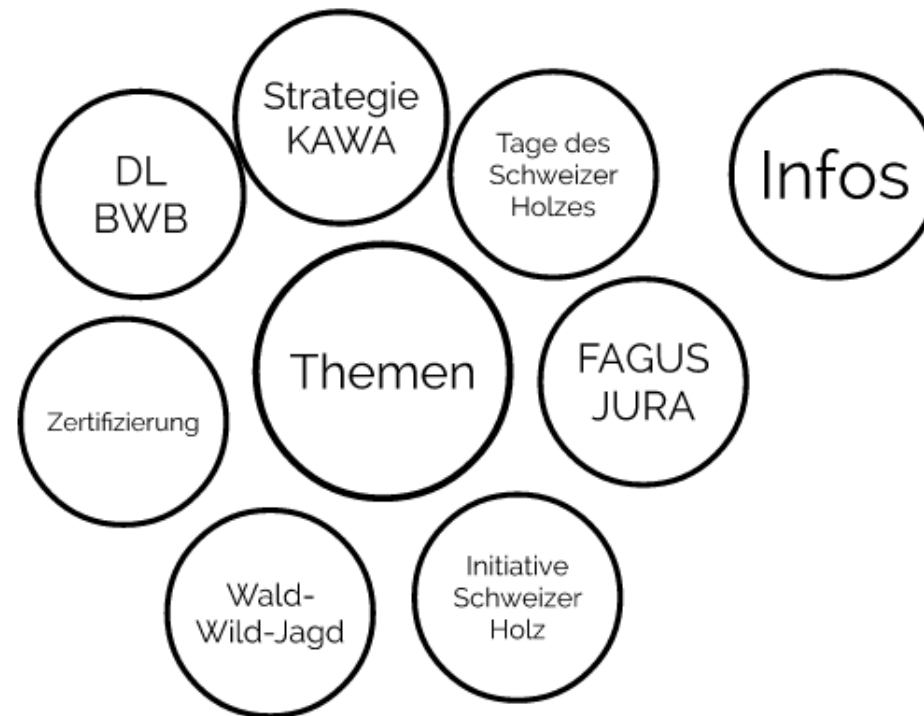 Strategie
KAWA
DL
BWB
Tage des
Schweizer
Holzes
Infos
Themen
FAGUS
JURA
Zertifizierung
Wald-
Wild-Jagd
Initiative
Schweizer
Holz